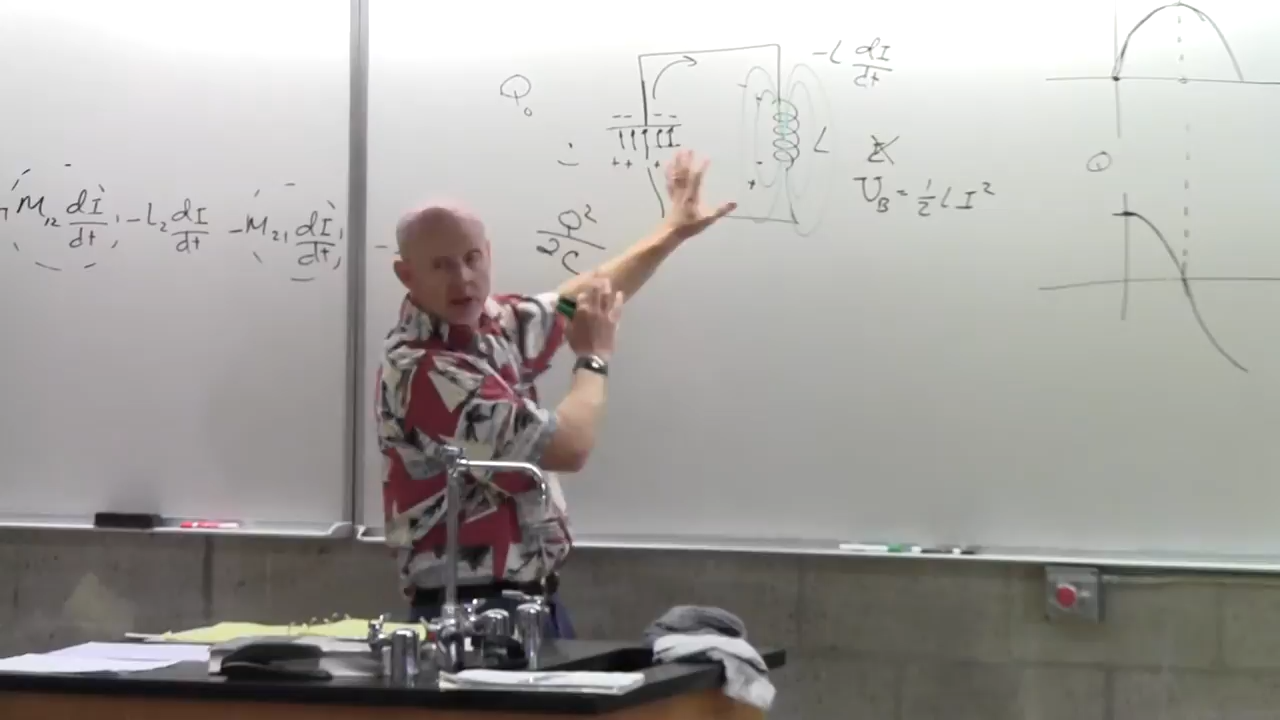 M₁₂ dI/dt - L₂ dI/dt - M₂₁ dI/dt -
Q₀
-- --
++ +
Q²/2C
- L dI/dt
L
U_B = ½ L I²
Q